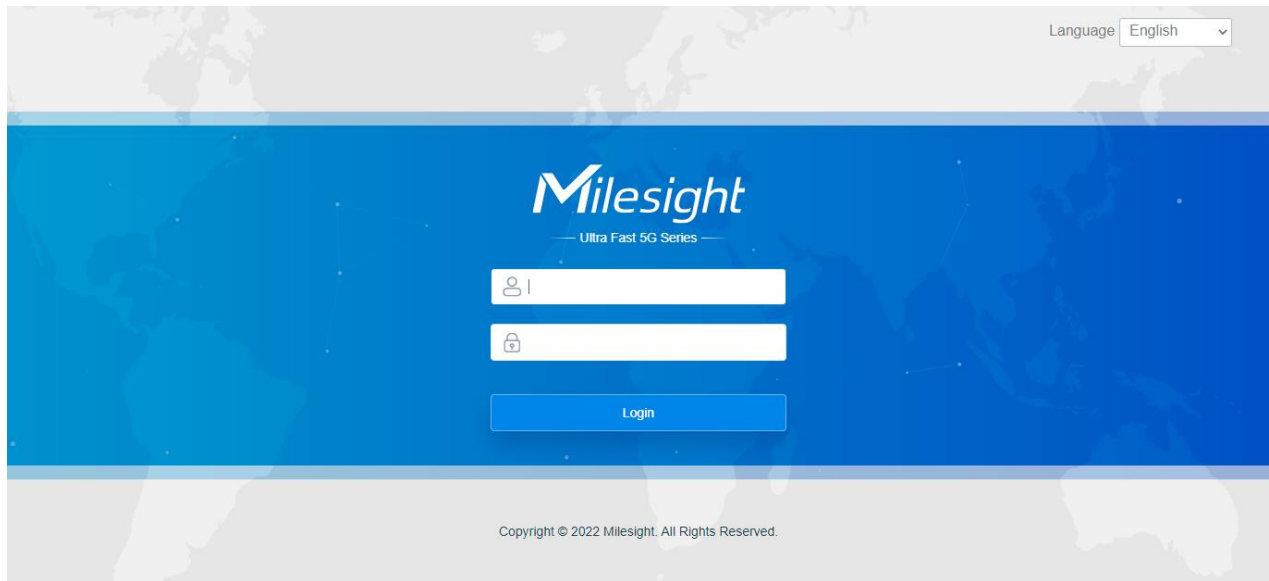 Language English
Milesight
Ultra Fast 5G Series
Login
Copyright © 2022 Milesight. All Rights Reserved.